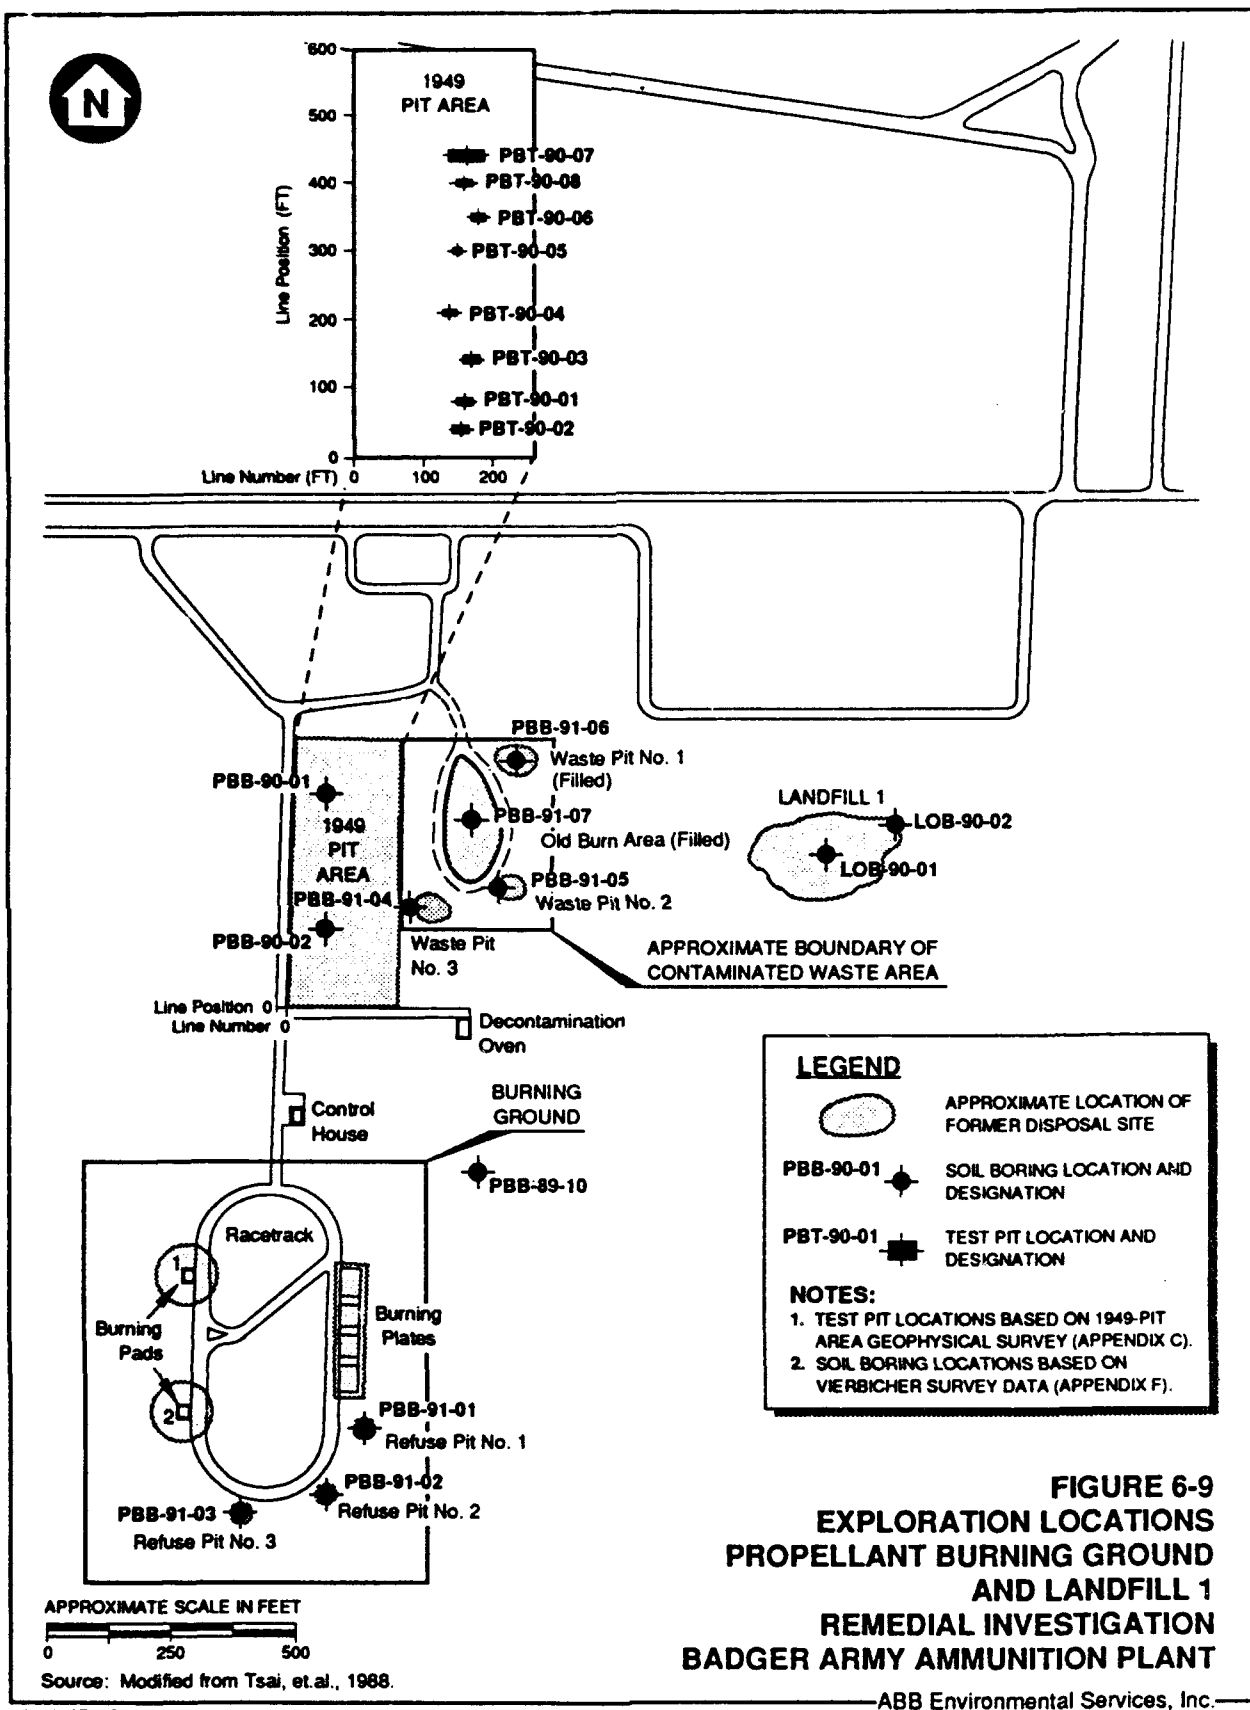 N
600
500
400
300
200
100
0
Line Position (FT)
1949
PIT AREA
PBT-90-07
PBT-90-08
PBT-90-06
PBT-90-05
PBT-90-04
PBT-90-03
PBT-90-01
PBT-90-02
Line Number (FT) 0 100 200
PBB-91-06
Waste Pit No. 1
(Filled)
PBB-90-01
1949
PIT
AREA
PBB-91-07
Old Burn Area (Filled)
LANDFILL 1
LOB-90-02
LOB-90-01
PBB-91-05
Waste Pit No. 2
PBB-91-04
PBB-90-02
Waste Pit
No. 3
APPROXIMATE BOUNDARY OF
CONTAMINATED WASTE AREA
Line Position 0
Line Number 0
Decontamination
Oven
Control
House
BURNING
GROUND
PBB-89-10
Racetrack
1
Burning
Pads
2
Burning
Plates
PBB-91-01
Refuse Pit No. 1
PBB-91-02
Refuse Pit No. 2
PBB-91-03
Refuse Pit No. 3
LEGEND
APPROXIMATE LOCATION OF
FORMER DISPOSAL SITE
PBB-90-01
SOIL BORING LOCATION AND
DESIGNATION
PBT-90-01
TEST PIT LOCATION AND
DESIGNATION
NOTES:
1. TEST PIT LOCATIONS BASED ON 1949-PIT
AREA GEOPHYSICAL SURVEY (APPENDIX C).
2. SOIL BORING LOCATIONS BASED ON
VIERBICHER SURVEY DATA (APPENDIX F).
FIGURE 6-9
EXPLORATION LOCATIONS
PROPELLANT BURNING GROUND
AND LANDFILL 1
REMEDIAL INVESTIGATION
BADGER ARMY AMMUNITION PLANT
APPROXIMATE SCALE IN FEET
0 250 500
Source: Modified from Tsai, et.al., 1988.
ABB Environmental Services, Inc.